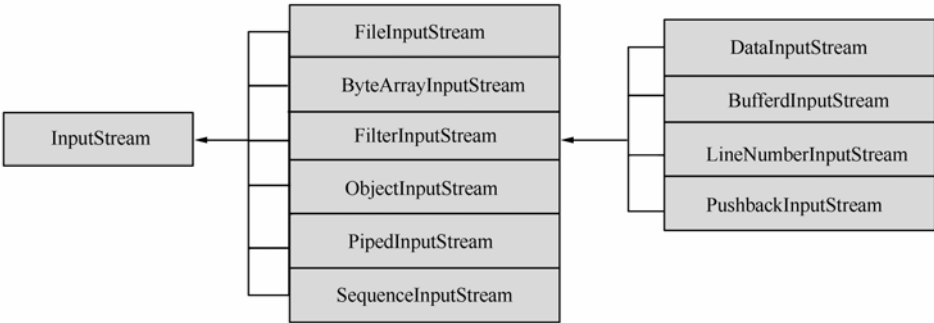 InputStream
FileInputStream
ByteArrayInputStream
FilterInputStream
ObjectInputStream
PipedInputStream
SequenceInputStream
DataInputStream
BufferdInputStream
LineNumberInputStream
PushbackInputStream